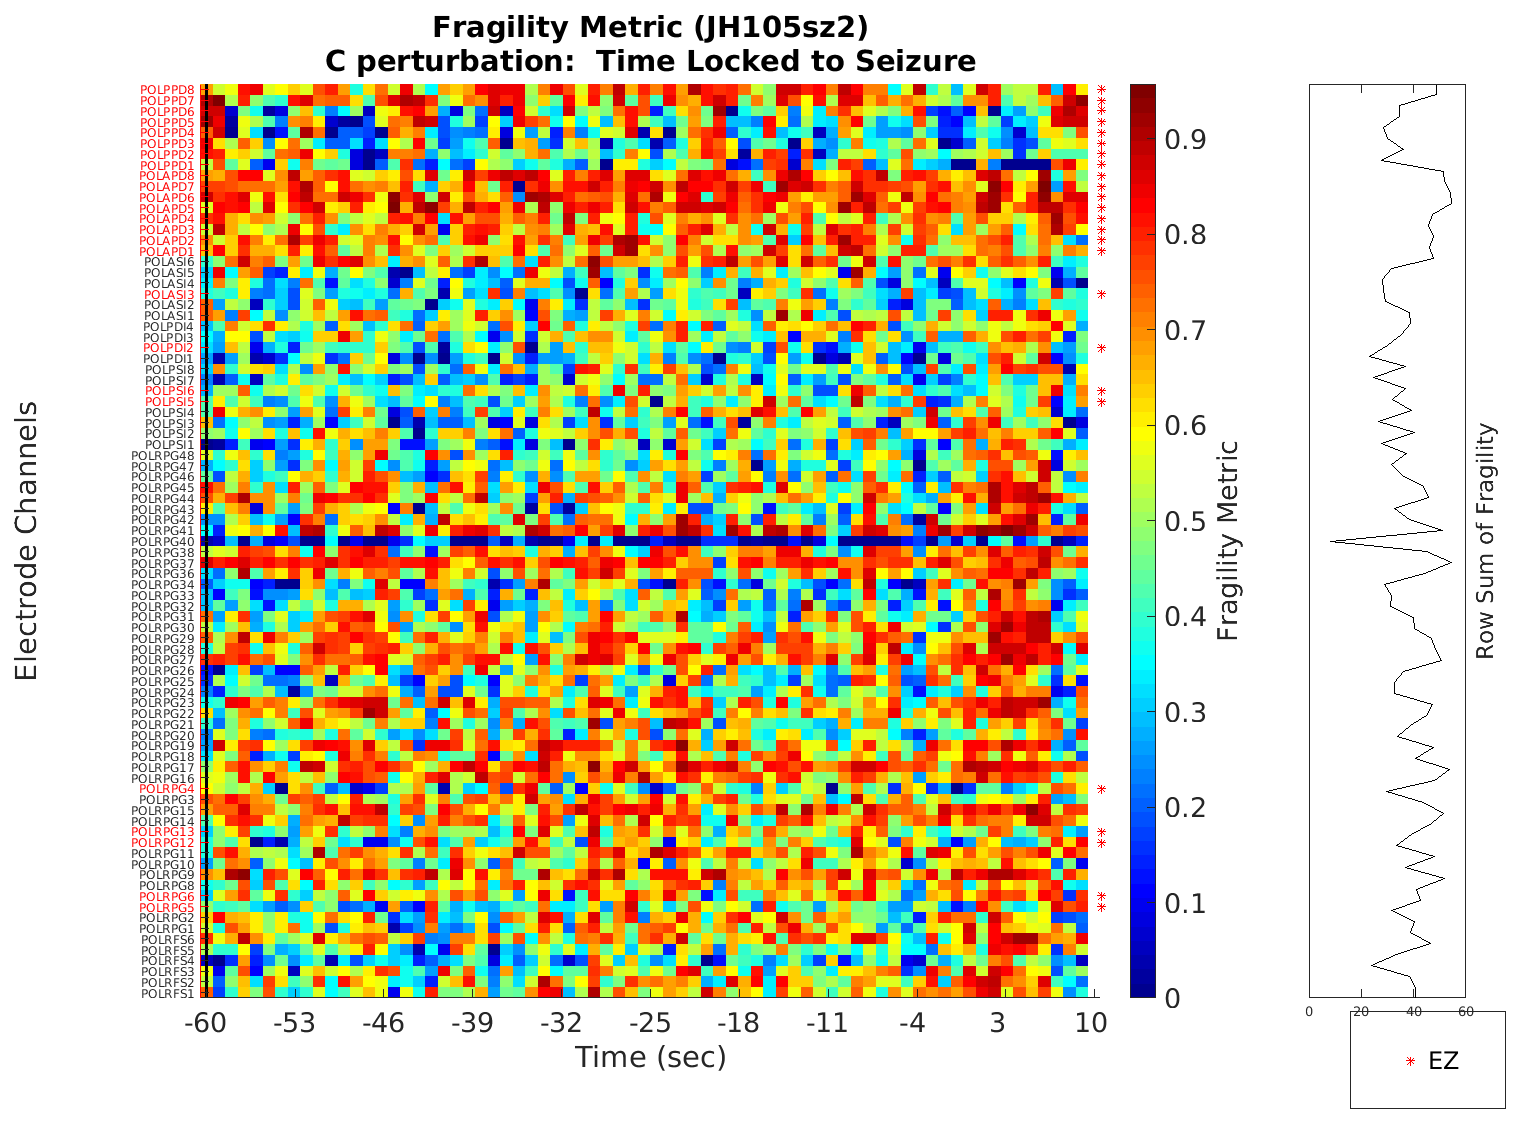 Fragility Metric (JH105sz2)
C perturbation:  Time Locked to Seizure
Electrode Channels
POLPPD8
POLPPD7
POLPPD6
POLPPD5
POLPPD4
POLPPD3
POLPPD2
POLPPD1
POLAPD8
POLAPD7
POLAPD6
POLAPD5
POLAPD4
POLAPD3
POLAPD2
POLAPD1
POLASI6
POLASI5
POLASI4
POLASI3
POLASI2
POLASI1
POLPDI4
POLPDI3
POLPDI2
POLPDI1
POLPSI8
POLPSI7
POLPSI6
POLPSI5
POLPSI4
POLPSI3
POLPSI2
POLPSI1
POLRPG48
POLRPG47
POLRPG46
POLRPG45
POLRPG44
POLRPG43
POLRPG42
POLRPG41
POLRPG40
POLRPG38
POLRPG37
POLRPG36
POLRPG34
POLRPG33
POLRPG32
POLRPG31
POLRPG30
POLRPG29
POLRPG28
POLRPG27
POLRPG26
POLRPG25
POLRPG24
POLRPG23
POLRPG22
POLRPG21
POLRPG20
POLRPG19
POLRPG18
POLRPG17
POLRPG16
POLRPG4
POLRPG3
POLRPG15
POLRPG14
POLRPG13
POLRPG12
POLRPG11
POLRPG10
POLRPG9
POLRPG8
POLRPG6
POLRPG5
POLRPG2
POLRPG1
POLRFS6
POLRFS5
POLRFS4
POLRFS3
POLRFS2
POLRFS1
-60 -53 -46 -39 -32 -25 -18 -11 -4 3 10
Time (sec)
0.9
0.8
0.7
0.6
0.5
0.4
0.3
0.2
0.1
0
Fragility Metric
0 20 40 60
Row Sum of Fragility
EZ